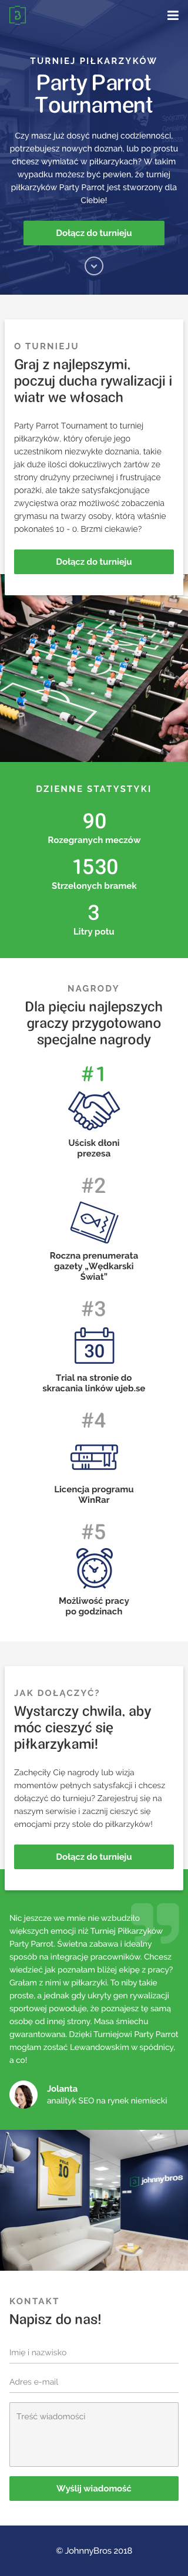 TURNIEJ PIŁKARZYKÓW
Party Parrot
Tournament
Czy masz już dosyć nudnej codzienności,
potrzebujesz nowych doznań, lub po prostu
chcesz wymiatać w piłkarzykach? W takim
wypadku możesz być pewien, że turniej
piłkarzyków Party Parrot jest stworzony dla
Ciebie!
Dołącz do turnieju
O TURNIEJU
Graj z najlepszymi,
poczuj ducha rywalizacji i
wiatr we włosach
Party Parrot Tournament to turniej
piłkarzyków, który oferuje jego
uczestnikom niezwykłe doznania, takie
jak duże ilości dokuczliwych żartów ze
strony drużyny przeciwnej i frustrujące
porażki, ale także satysfakcjonujące
zwycięstwa oraz możliwość zobaczenia
grymasu na twarzy osoby, którą właśnie
pokonałeś 10 - 0. Brzmi ciekawie?
Dołącz do turnieju
DZIENNE STATYSTYKI
90
Rozegranych meczów
1530
Strzelonych bramek
3
Litry potu
NAGRODY
Dla pięciu najlepszych
graczy przygotowano
specjalne nagrody
#1
Uścisk dłoni
prezesa
#2
Roczna prenumerata
gazety „Wędkarski
Świat”
#3
30
Trial na stronie do
skracania linków ujeb.se
#4
Licencja programu
WinRar
#5
Możliwość pracy
po godzinach
JAK DOŁĄCZYĆ?
Wystarczy chwila, aby
móc cieszyć się
piłkarzykami!
Zachęciły Cię nagrody lub wizja
momentów pełnych satysfakcji i chcesz
dołączyć do turnieju? Zarejestruj się na
naszym serwisie i zacznij cieszyć się
emocjami przy stole do piłkarzyków!
Dołącz do turnieju
Nic jeszcze we mnie nie wzbudziło
większych emocji niż Turniej Piłkarzyków
Party Parrot. Świetna zabawa i idealny
sposób na integrację pracowników. Chcesz
wiedzieć jak poznałam bliżej ekipę z pracy?
Grałam z nimi w piłkarzyki. To niby takie
proste, a jednak gdy ukryty gen rywalizacji
sportowej powoduje, że poznajesz tę samą
osobę od innej strony. Masa śmiechu
gwarantowana. Dzięki Turniejowi Party Parrot
mogłam zostać Lewandowskim w spódnicy,
a co!
Jolanta
analityk SEO na rynek niemiecki
10
johnnybros
KONTAKT
Napisz do nas!
Imię i nazwisko
Adres e-mail
Treść wiadomości
Wyślij wiadomość
© JohnnyBros 2018